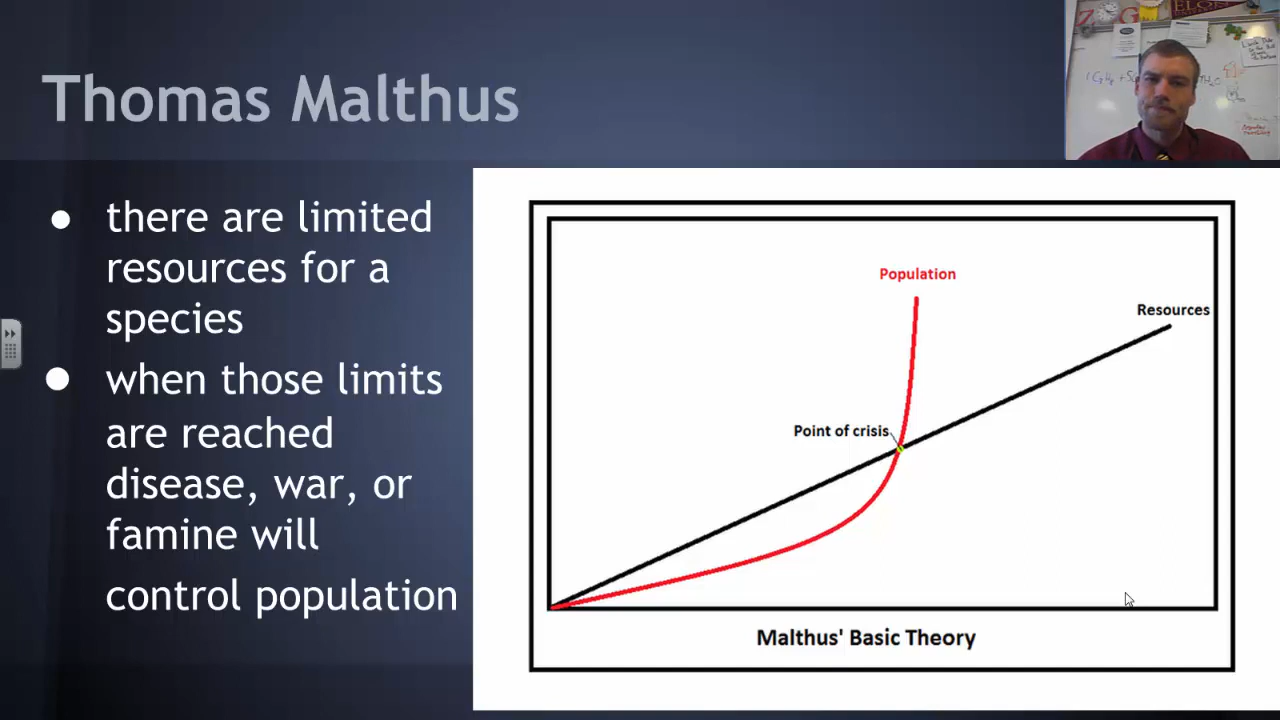 Thomas Malthus
● there are limited
resources for a
species
● when those limits
are reached
disease, war, or
famine will
control population
Population
Resources
Point of crisis
Malthus' Basic Theory
ELON